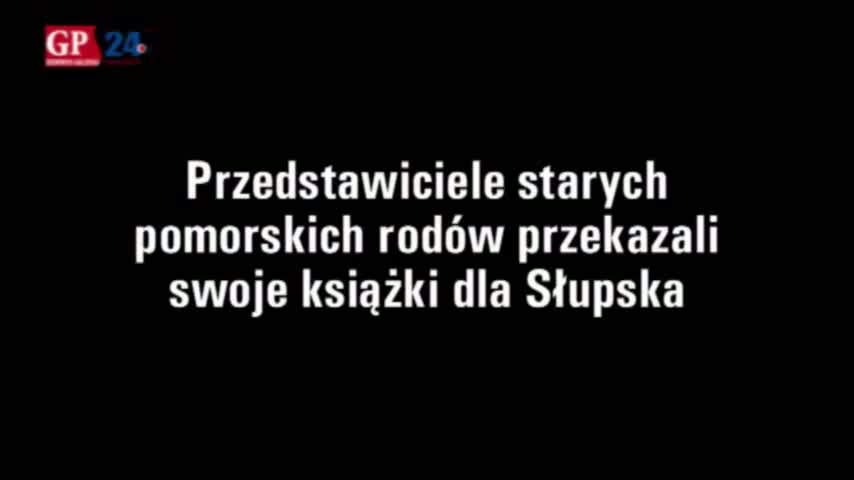 GP 24
Przedstawiciele starych
pomorskich rodów przekazali
swoje książki dla Słupska